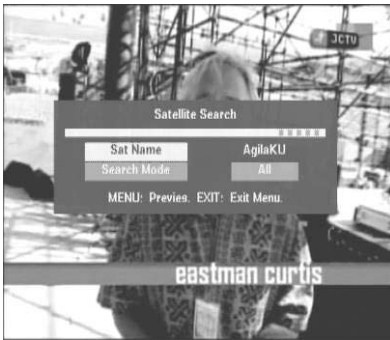 JCTV
Satellite Search
Sat Name AgilaKU
Search Mode All
MENU: Previes. EXIT: Exit Menu.
eastman curtis